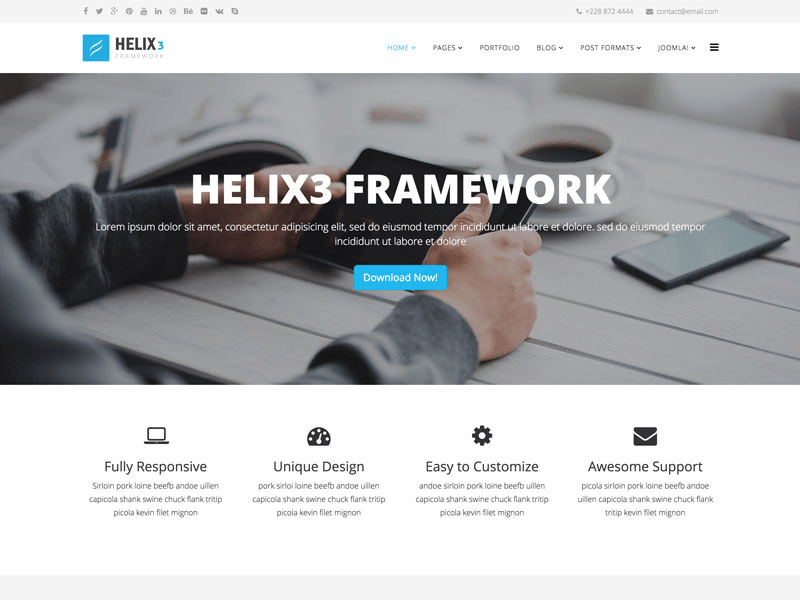 +228 872 4444 contact@email.com
HELIX3
FRAMEWORK
HOME PAGES PORTFOLIO BLOG POST FORMATS JOOMLA!
HELIX3 FRAMEWORK
Lorem ipsum dolor sit amet, consectetur adipisicing elit, sed do eiusmod tempor incididunt ut labore et dolore. sed do eiusmod tempor
incididunt ut labore et dolore
Download Now!
Fully Responsive
Sirloin pork loine beefb andoe uillen
capicola shank swine chuck flank tritip
picola kevin filet mignon
Unique Design
pork sirloi loine beefb andoe uillen
capicola shank swine chuck flank tritip
picola kevin filet mignon
Easy to Customize
andoe sirloin pork loine beefb uillen
capicola shank swine chuck flank tritip
picola kevin filet mignon
Awesome Support
picola sirloin pork loine beefb andoe
uillen capicola shank swine chuck flank
tritip kevin filet mignon